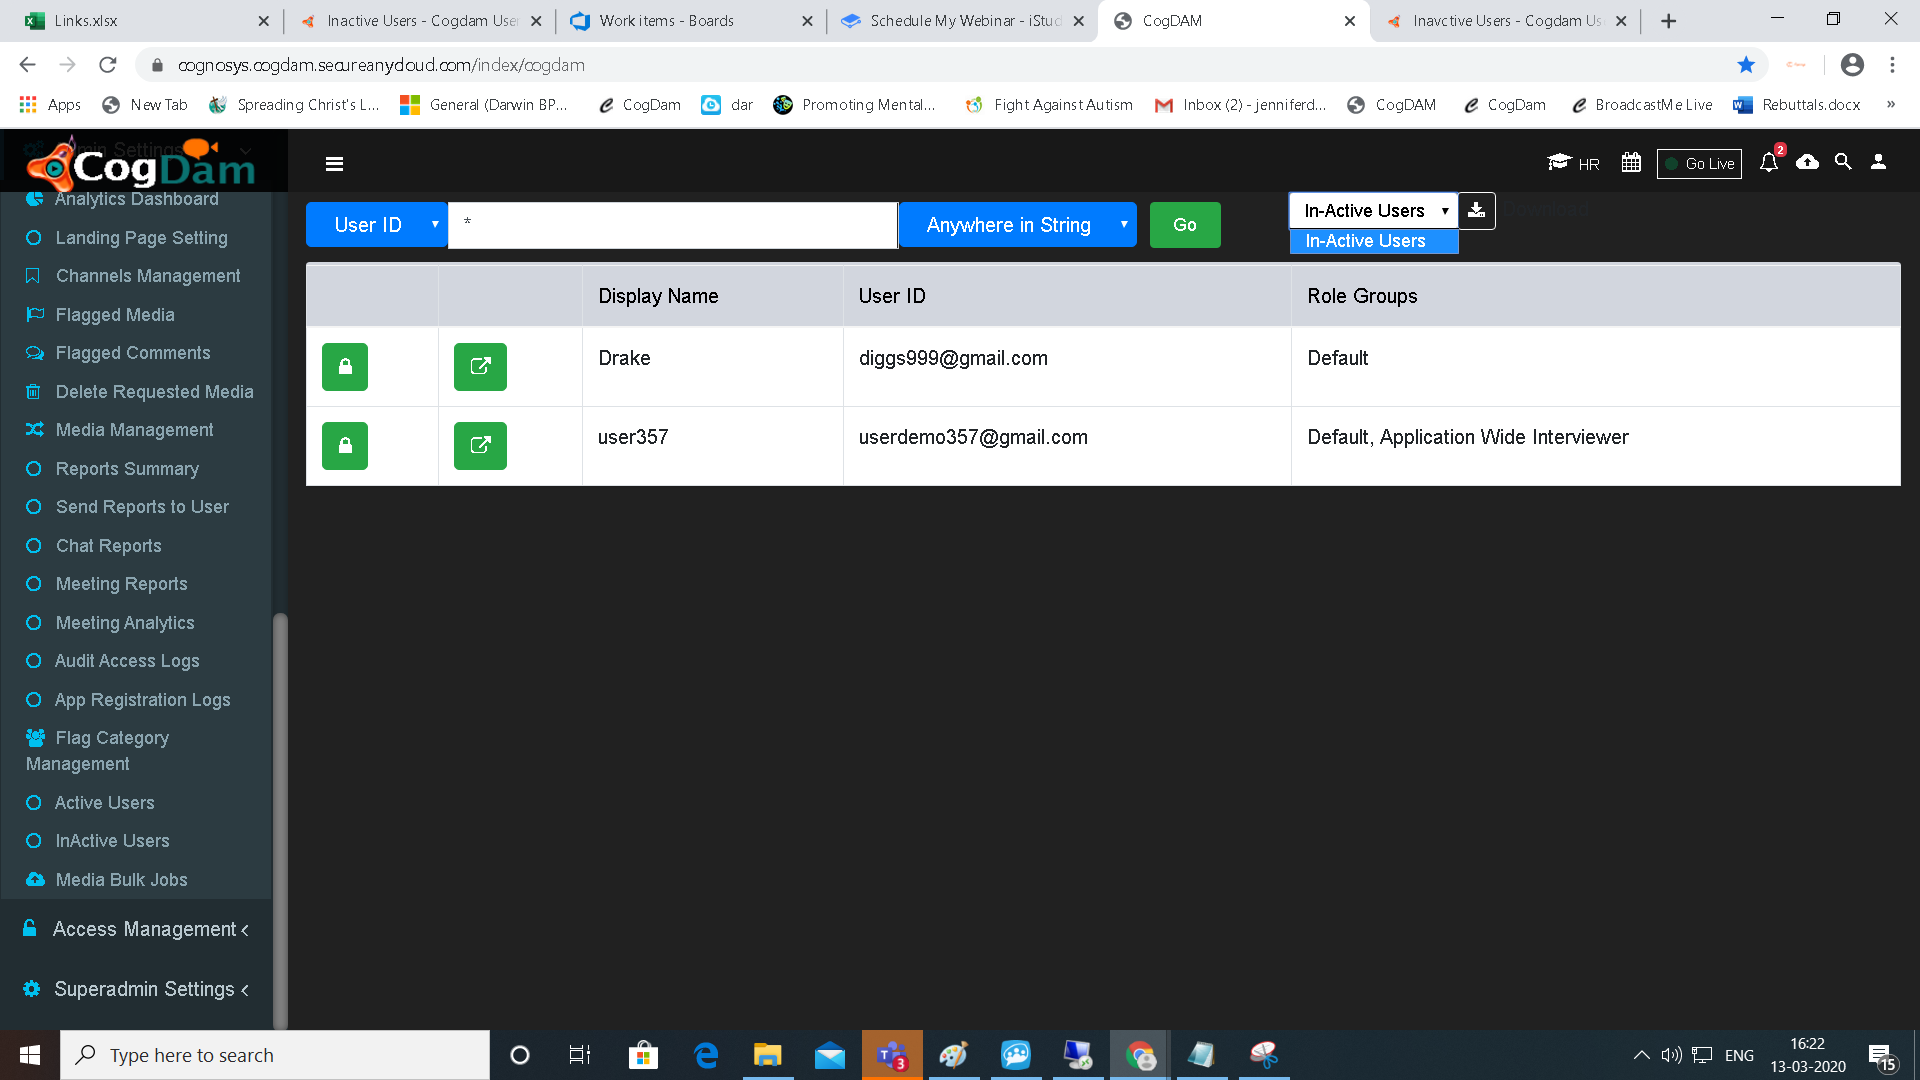 Links.xlsx
Inactive Users - Cogdam User
Work items - Boards
Schedule My Webinar - iStud
CogDAM
Inavctive Users - Cogdam Us
cognosys.cogdam.secureanycloud.com/index/cogdam
Apps
New Tab
Spreading Christ's L...
General (Darwin BP...
CogDam
dar
Promoting Mental...
Fight Against Autism
Inbox (2) - jenniferd...
CogDAM
CogDam
BroadcastMe Live
Rebuttals.docx
»
Admin Settings
CogDam
HR
Go Live
2
Analytics Dashboard
Landing Page Setting
Channels Management
Flagged Media
Flagged Comments
Delete Requested Media
Media Management
Reports Summary
Send Reports to User
Chat Reports
Meeting Reports
Meeting Analytics
Audit Access Logs
App Registration Logs
Flag Category
Management
Active Users
InActive Users
Media Bulk Jobs
Access Management
Superadmin Settings
User ID
*
Anywhere in String
Go
In-Active Users
Download
In-Active Users
Display Name User ID Role Groups
Drake diggs999@gmail.com Default
user357 userdemo357@gmail.com Default, Application Wide Interviewer
Type here to search
3
ENG
16:22
13-03-2020
15